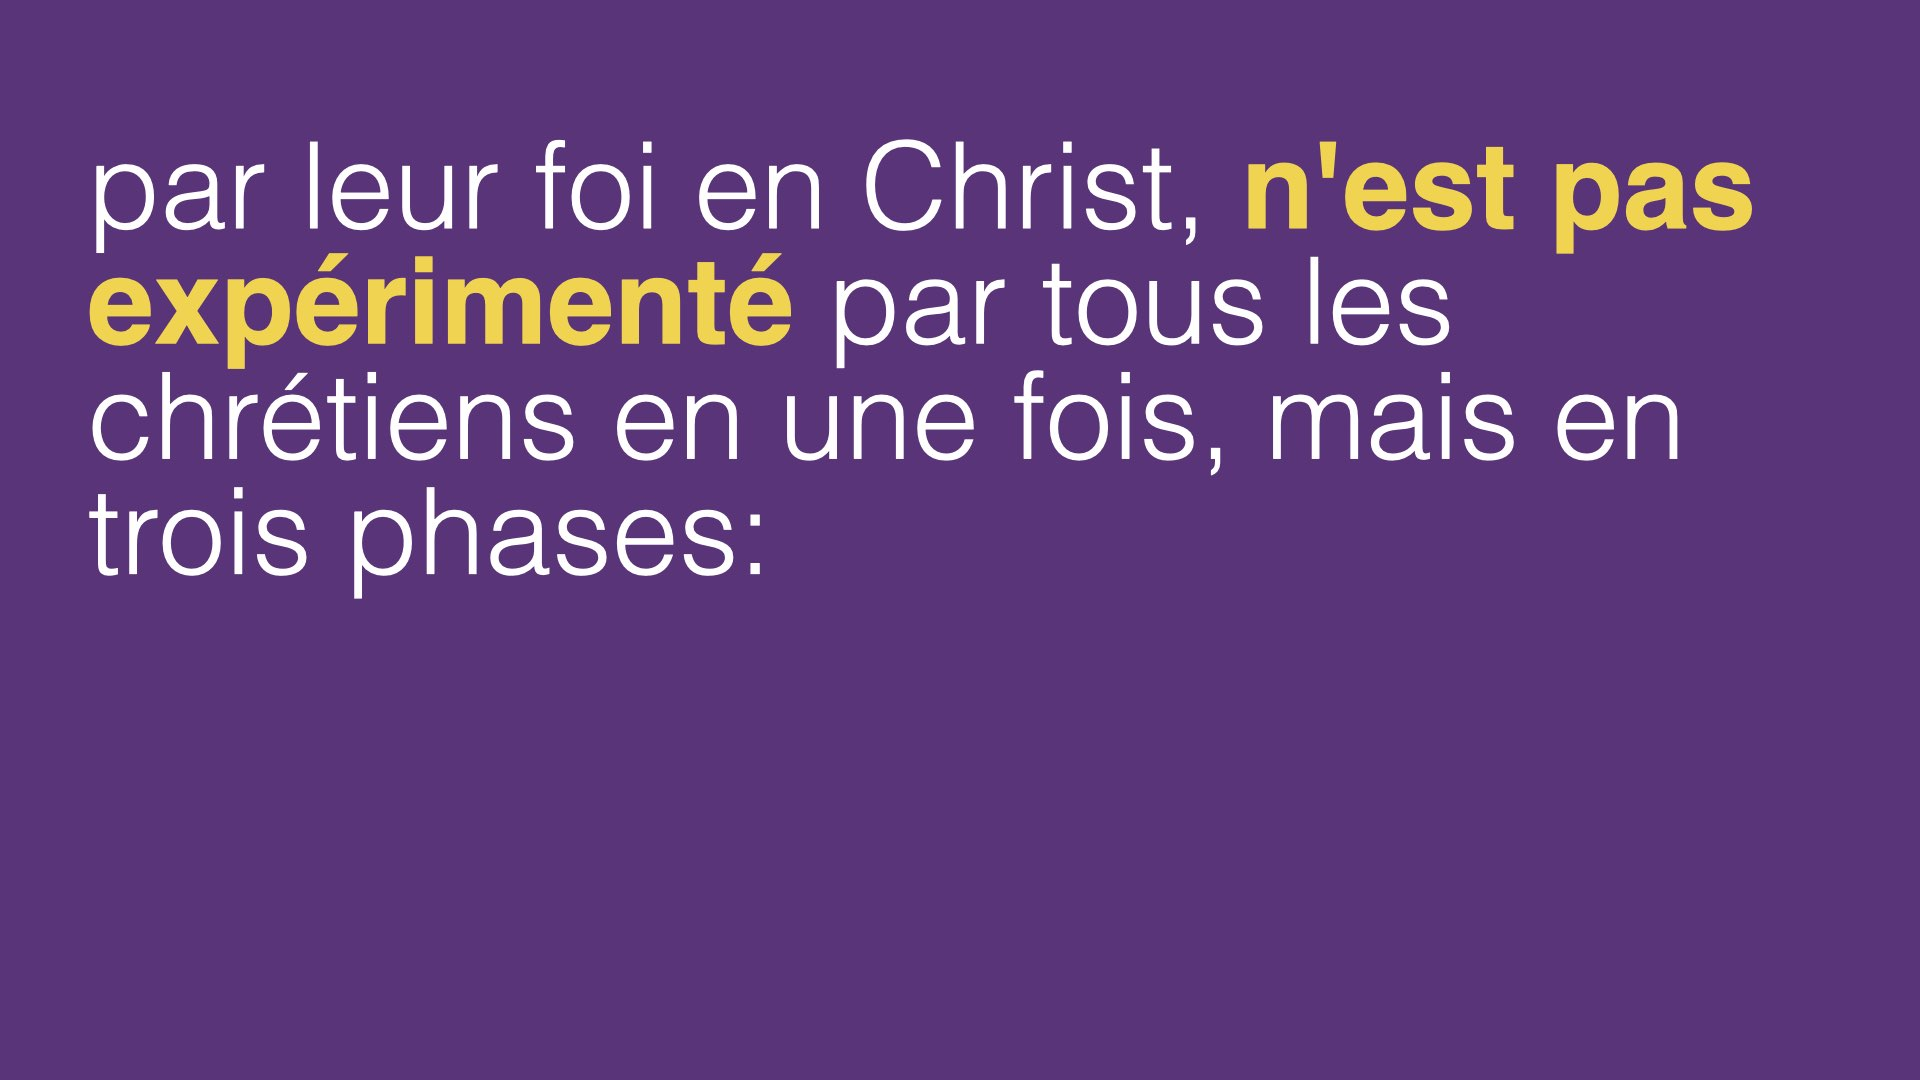 par leur foi en Christ, n'est pas
expérimenté par tous les
chrétiens en une fois, mais en
trois phases: